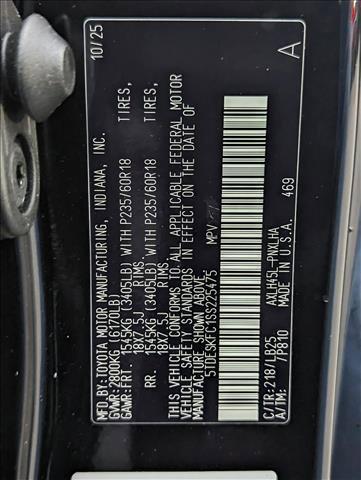 MFD.BY:TOYOTA MOTOR MANUFACTURING, INDIANA, INC. 10/25
GVWR:2800KG (6170LB)
GAWR:FRT. 1545KG (3405LB) WITH P235/60R18 TIRES,
18X7.5J RIMS,
RR. 1545KG (3405LB) WITH P235/60R18 TIRES,
18X7.5J RIMS.
THIS VEHICLE CONFORMS TO ALL APPLICABLE FEDERAL MOTOR
VEHICLE SAFETY STANDARDS IN EFFECT ON THE DATE OF
MANUFACTURE SHOWN ABOVE.
5TDESKFC1SS225475 MPV
A
C/TR:218/LB25 AXLH45L-PNXLHA
A/TM: /P810 MADE IN U.S.A. 469